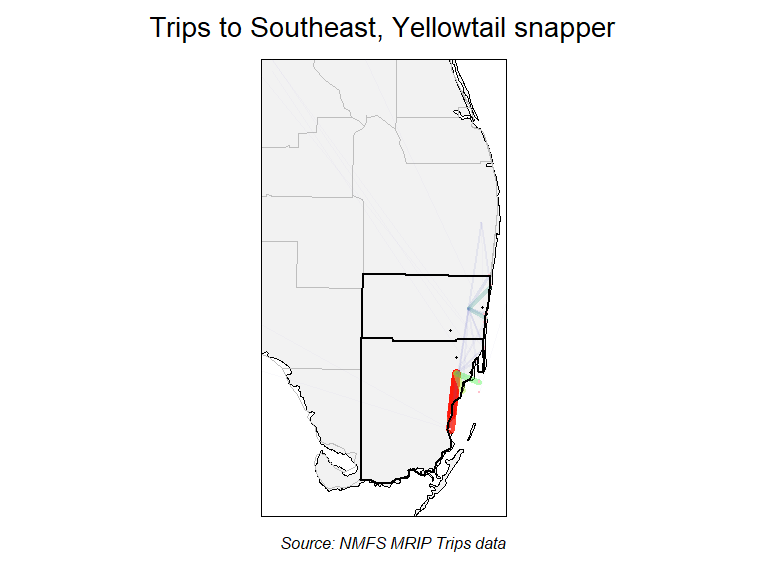 Trips to Southeast, Yellowtail snapper
Source: NMFS MRIP Trips data